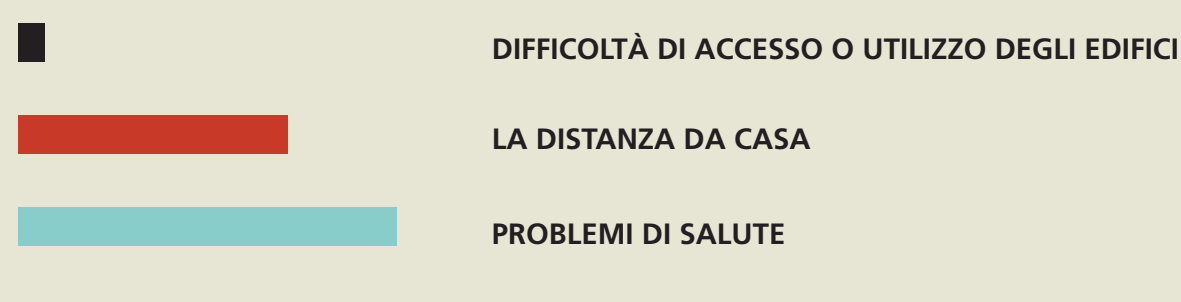 DIFFICOLTÀ DI ACCESSO O UTILIZZO DEGLI EDIFICI
LA DISTANZA DA CASA
PROBLEMI DI SALUTE